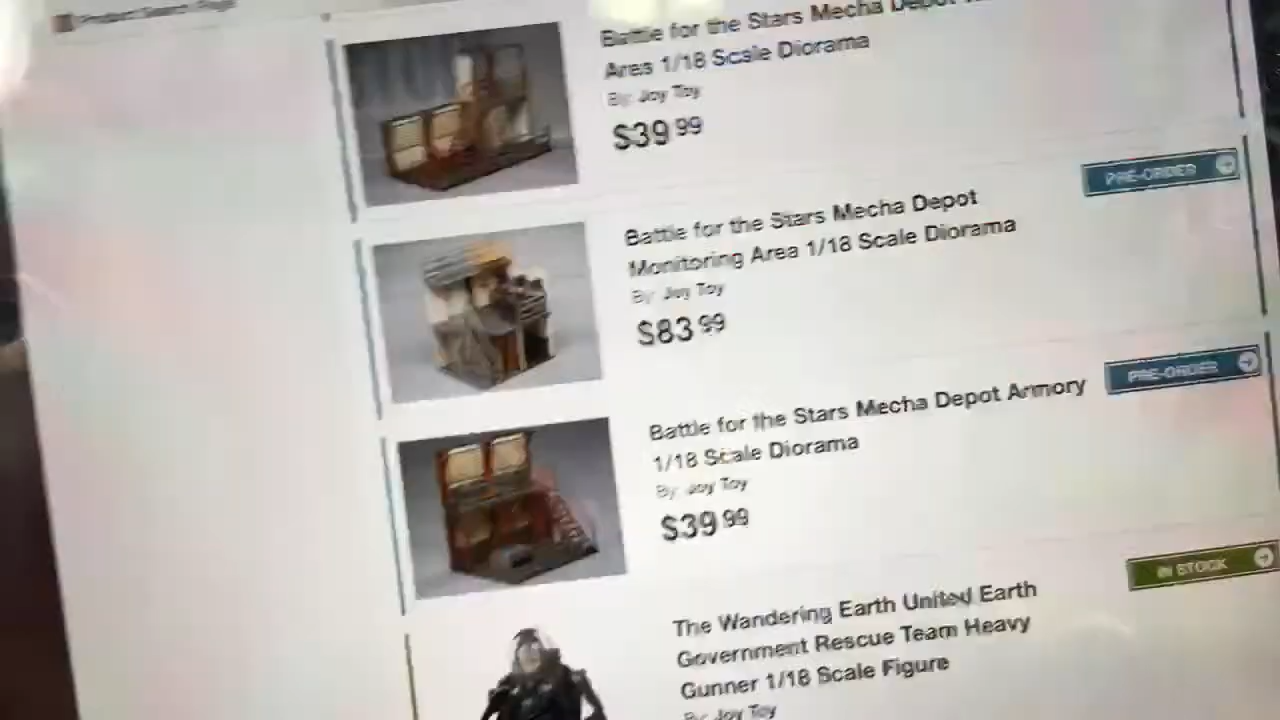 Product Search Page
Battle for the Stars Mecha Depot
Area 1/18 Scale Diorama
By: Joy Toy
$39.99
PRE-ORDER
Battle for the Stars Mecha Depot
Monitoring Area 1/18 Scale Diorama
By: Joy Toy
$83.99
PRE-ORDER
Battle for the Stars Mecha Depot Armory
1/18 Scale Diorama
By: Joy Toy
$39.99
IN STOCK
The Wandering Earth United Earth
Government Rescue Team Heavy
Gunner 1/18 Scale Figure
By: Joy Toy